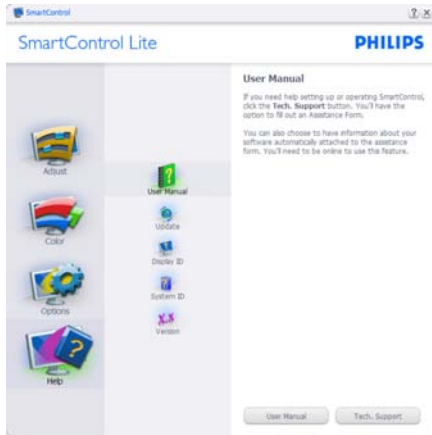 SmartControl
SmartControl Lite
PHILIPS
Adjust
Color
Options
Help
User Manual
Update
Display ID
System ID
Version
User Manual
If you need help setting up or operating SmartControl,
click the Tech. Support button. You'll have the
option to fill out an Assistance Form.
You can also choose to have information about your
software automatically attached to the assistance
form. You'll need to be online to use this feature.
User Manual
Tech. Support